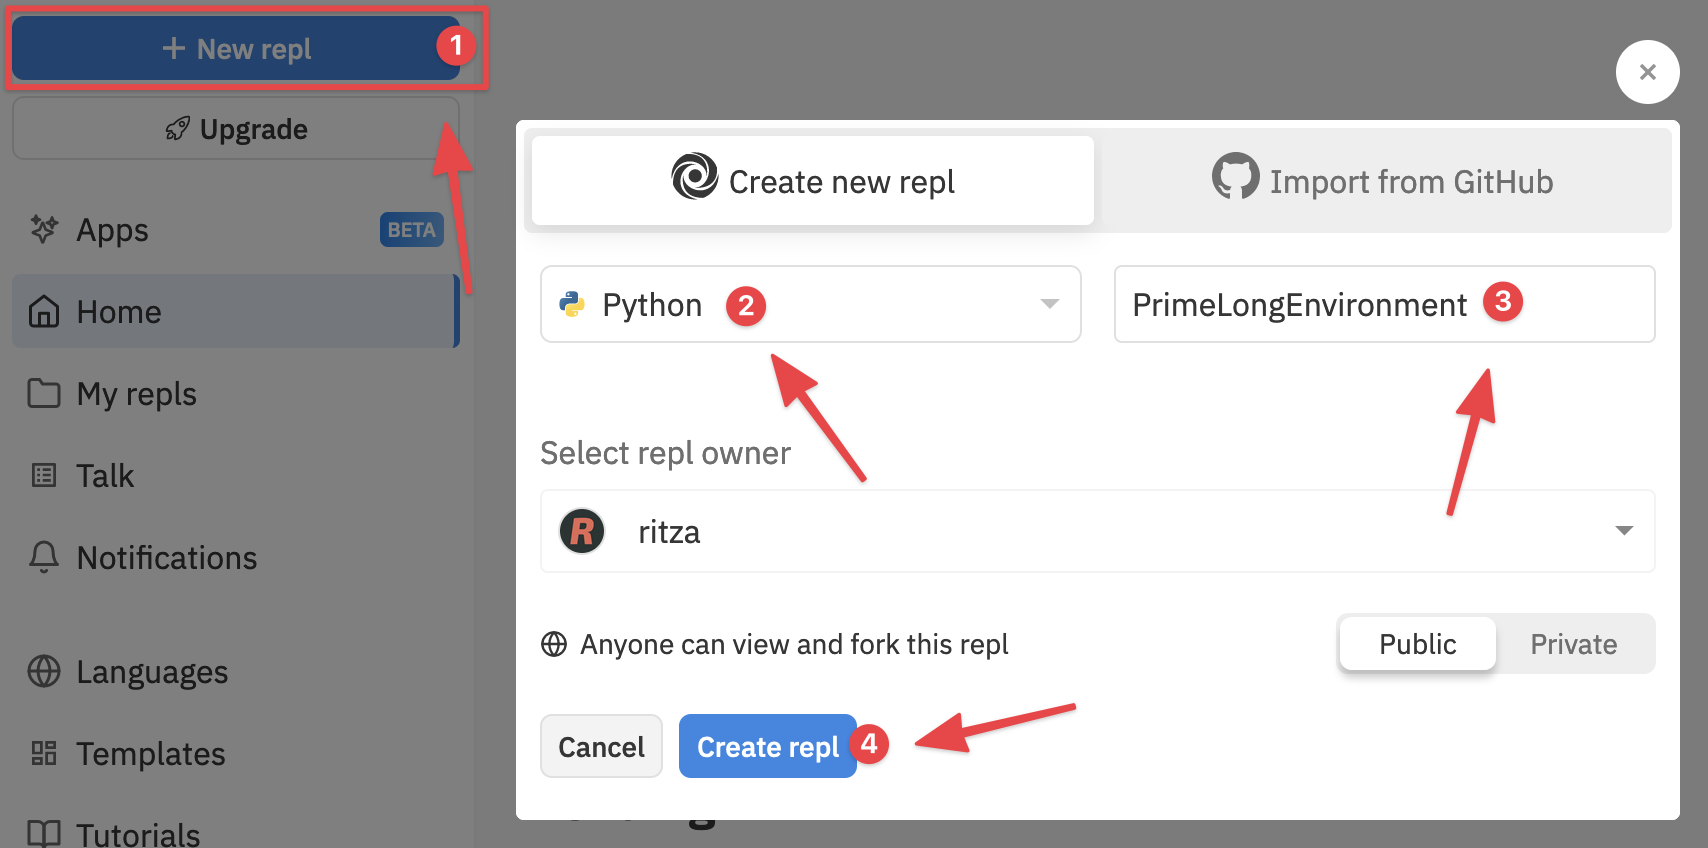 + New repl 1
Upgrade
Apps BETA
Home
My repls
Talk
Notifications
Languages
Templates
Tutorials
Create new repl
Import from GitHub
Python 2
PrimeLongEnvironment 3
Select repl owner
R ritza
Anyone can view and fork this repl
Public Private
Cancel
Create repl 4